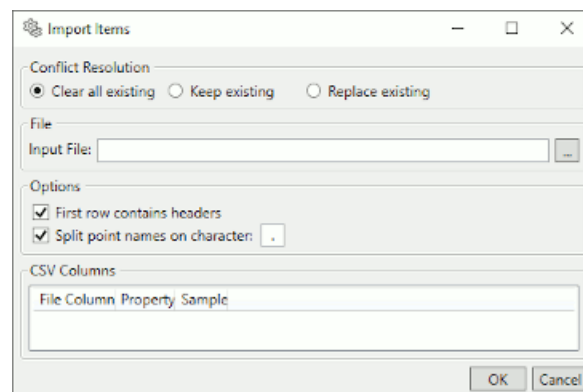 Import Items
Conflict Resolution
Clear all existing Keep existing Replace existing
File
Input File: ...
Options
First row contains headers
Split point names on character: .
CSV Columns
File Column Property Sample
OK Cancel